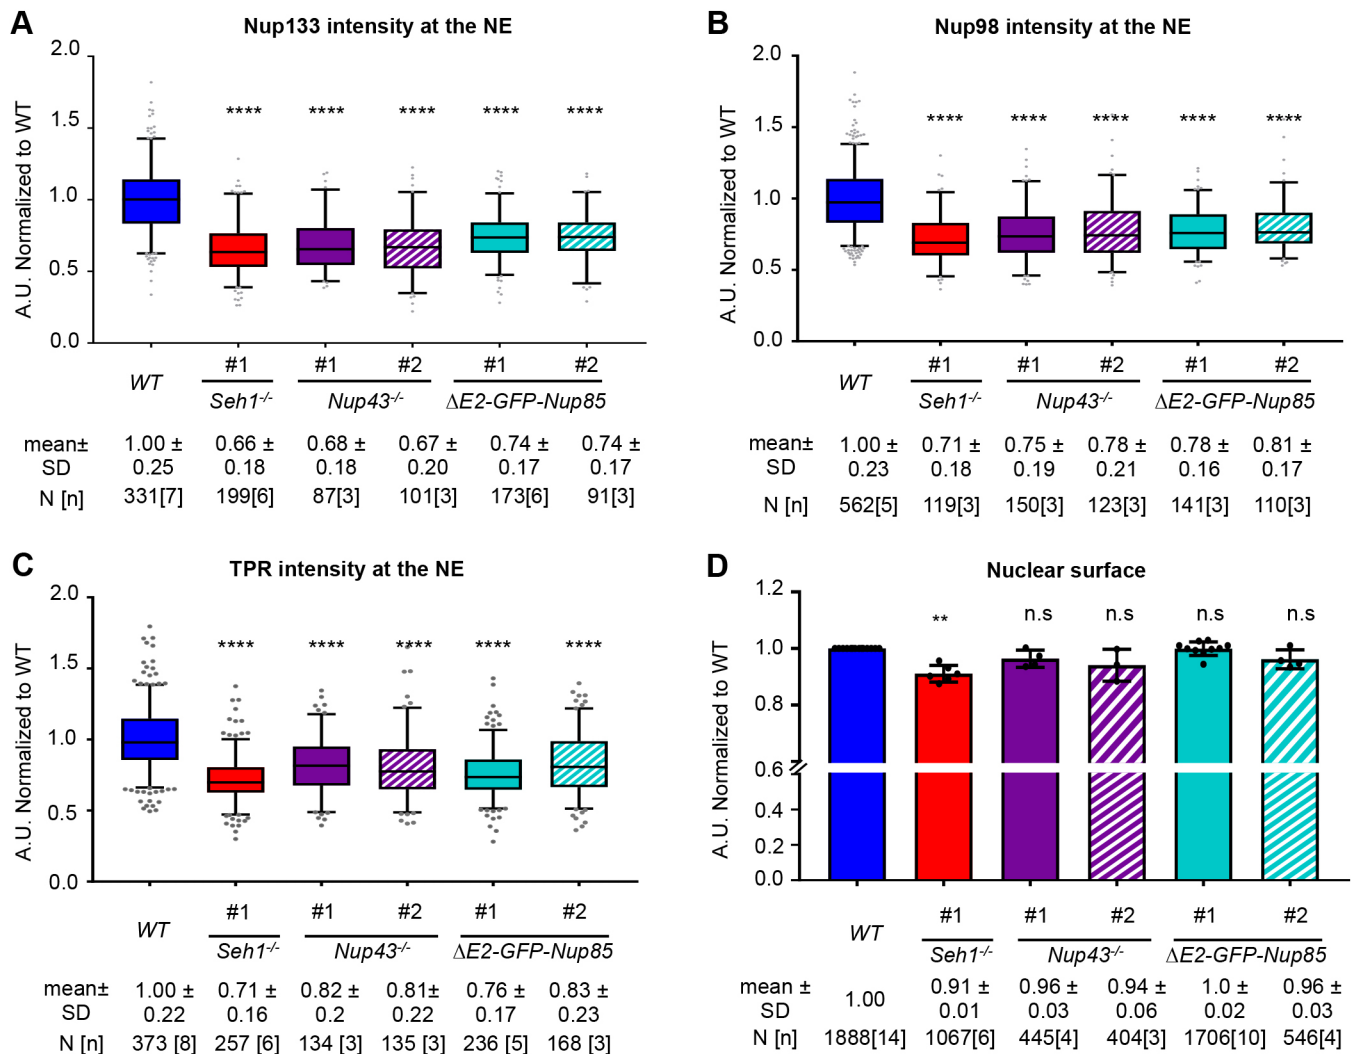 A
Nup133 intensity at the NE
A.U. Normalized to WT
2.0
1.5
1.0
0.5
0.0
**** **** **** **** ****
WT
#1 #1 #2 #1 #2
Seh1-/- Nup43-/- ΔE2-GFP-Nup85
mean± 1.00 ± 0.66 ± 0.68 ± 0.67 ± 0.74 ± 0.74 ±
SD 0.25 0.18 0.18 0.20 0.17 0.17
N [n] 331[7] 199[6] 87[3] 101[3] 173[6] 91[3]
B
Nup98 intensity at the NE
A.U. Normalized to WT
2.0
1.5
1.0
0.5
0.0
**** **** **** **** ****
WT
#1 #1 #2 #1 #2
Seh1-/- Nup43-/- ΔE2-GFP-Nup85
mean± 1.00 ± 0.71 ± 0.75 ± 0.78 ± 0.78 ± 0.81 ±
SD 0.23 0.18 0.19 0.21 0.16 0.17
N [n] 562[5] 119[3] 150[3] 123[3] 141[3] 110[3]
C
TPR intensity at the NE
A.U. Normalized to WT
2.0
1.5
1.0
0.5
0.0
**** **** **** **** ****
WT
#1 #1 #2 #1 #2
Seh1-/- Nup43-/- ΔE2-GFP-Nup85
mean± 1.00 ± 0.71 ± 0.82 ± 0.81± 0.76 ± 0.83 ±
SD 0.22 0.16 0.2 0.22 0.17 0.23
N [n] 373 [8] 257 [6] 134 [3] 135 [3] 236 [5] 168 [3]
D
Nuclear surface
A.U. Normalized to WT
1.2
1.0
0.8
0.6
0.4
0.2
0.0
** n.s n.s n.s n.s
WT
#1 #1 #2 #1 #2
Seh1-/- Nup43-/- ΔE2-GFP-Nup85
mean ± 1.00 0.91 ± 0.96 ± 0.94 ± 1.0 ± 0.96 ±
SD 0.01 0.03 0.06 0.02 0.03
N [n] 1888[14] 1067[6] 445[4] 404[3] 1706[10] 546[4]